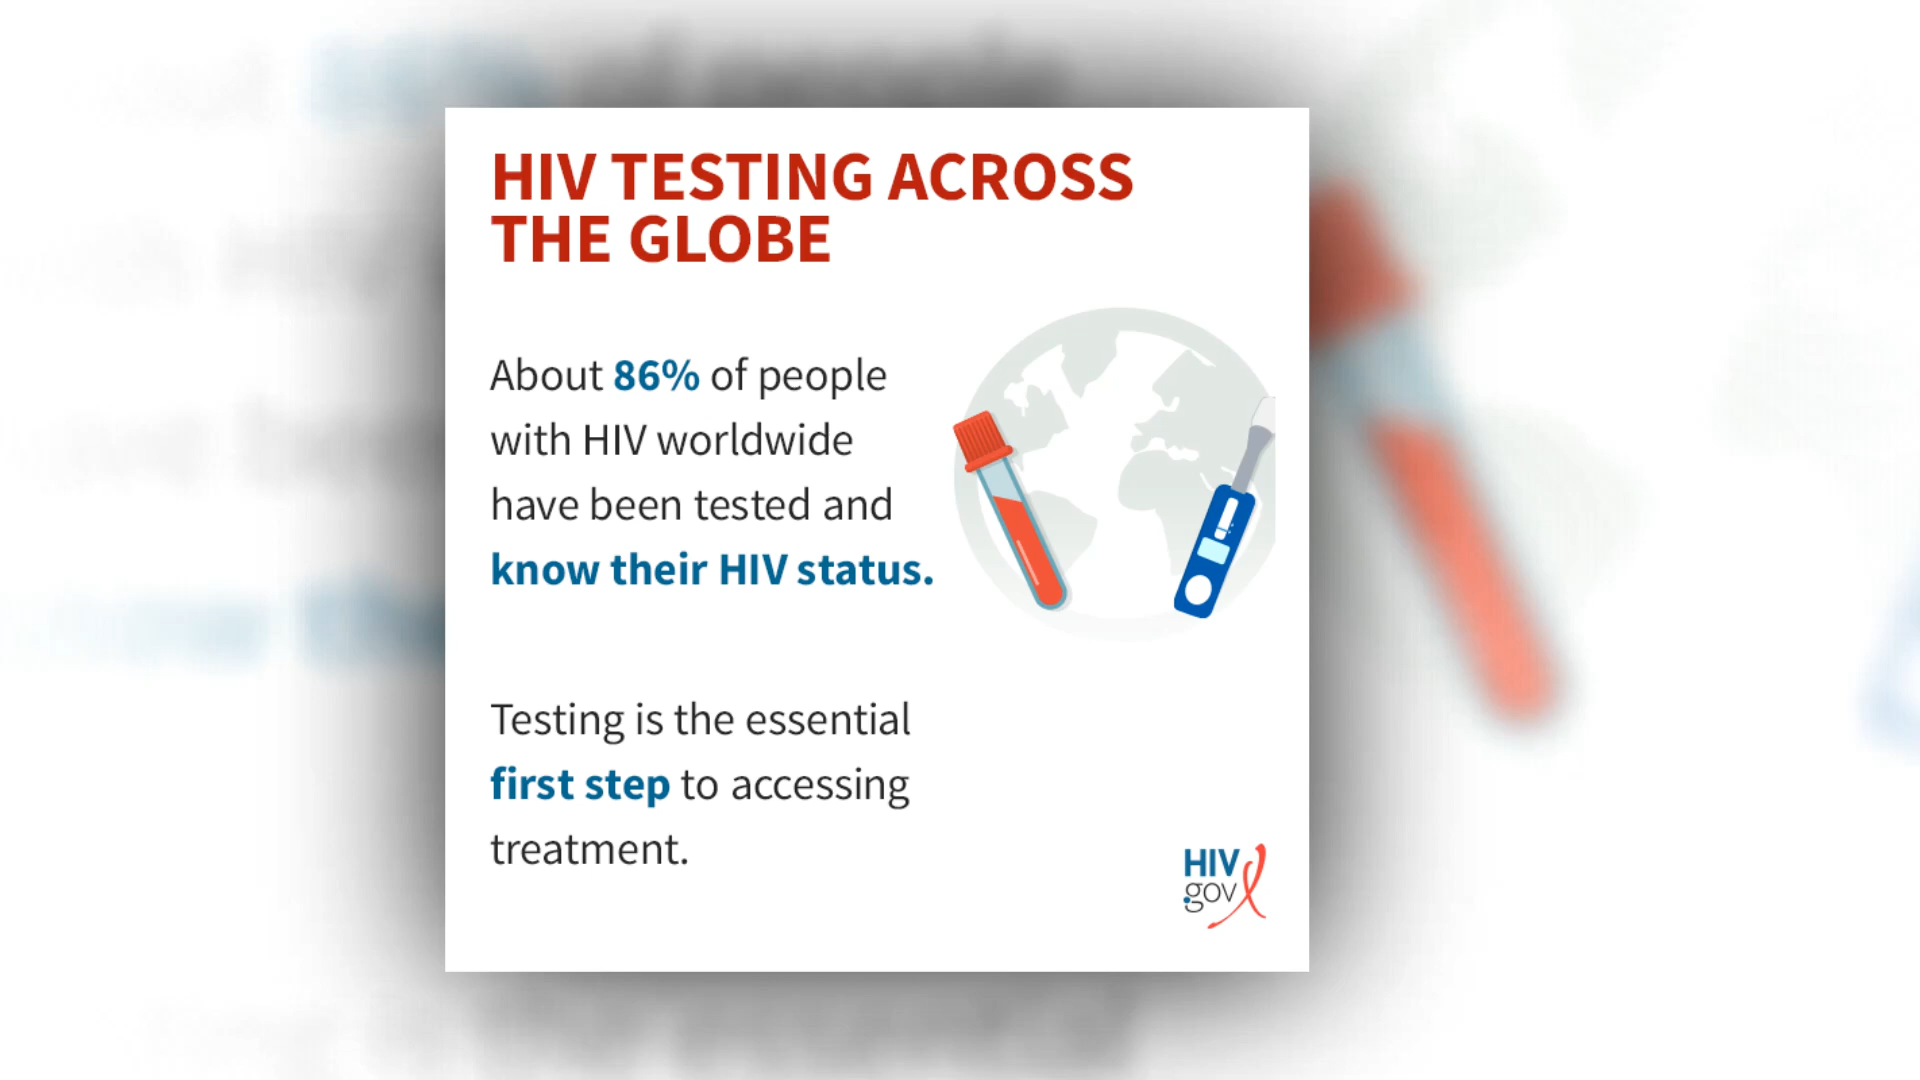 HIV TESTING ACROSS
THE GLOBE
About 86% of people
with HIV worldwide
have been tested and
know their HIV status.
Testing is the essential
first step to accessing
treatment.
HIV
.gov